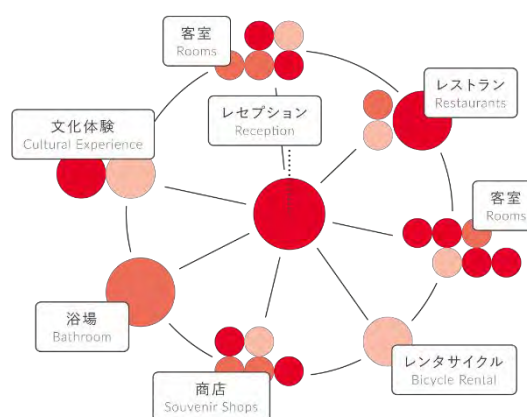 客室
Rooms
レストラン
Restaurants
レセプション
Reception
文化体験
Cultural Experience
客室
Rooms
浴場
Bathroom
レンタサイクル
Bicycle Rental
商店
Souvenir Shops